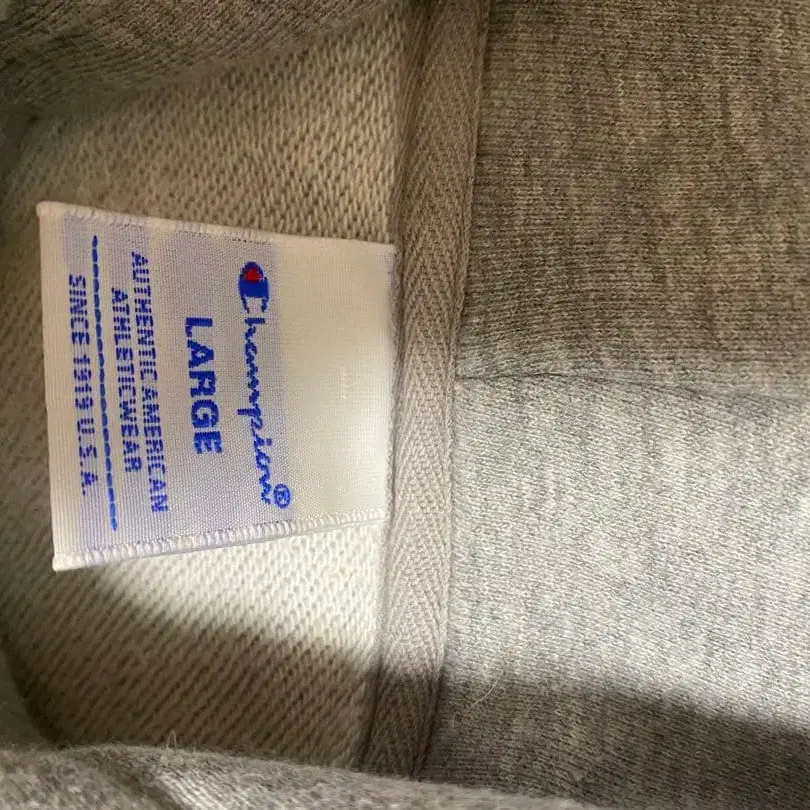 Champion®
LARGE
AUTHENTIC AMERICAN
ATHLETICWEAR
SINCE 1919 U.S.A.